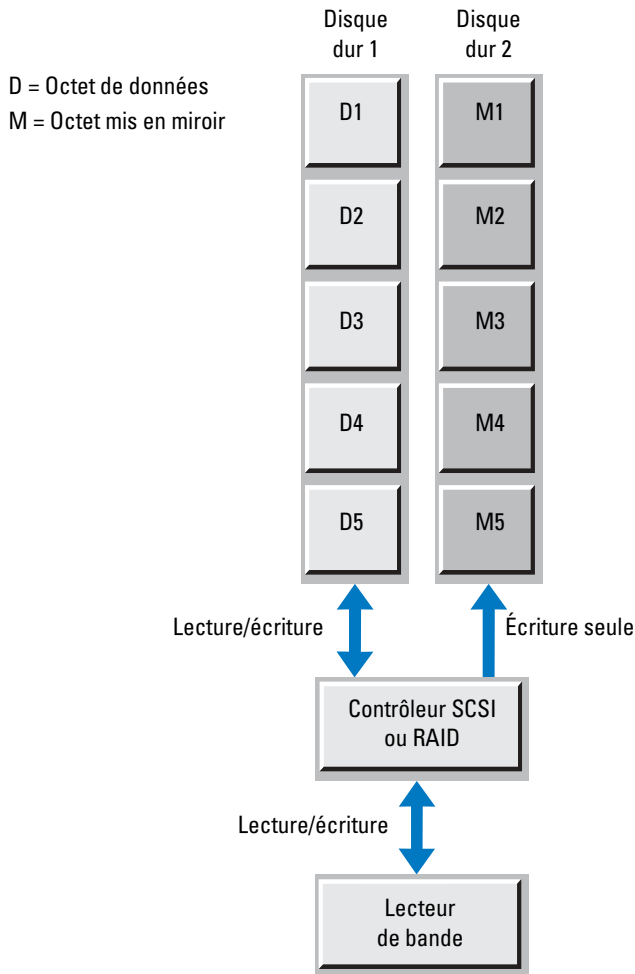 Disque
dur 1
Disque
dur 2
D = Octet de données
M = Octet mis en miroir
D1
M1
D2
M2
D3
M3
D4
M4
D5
M5
Lecture/écriture
Écriture seule
Contrôleur SCSI
ou RAID
Lecture/écriture
Lecteur
de bande